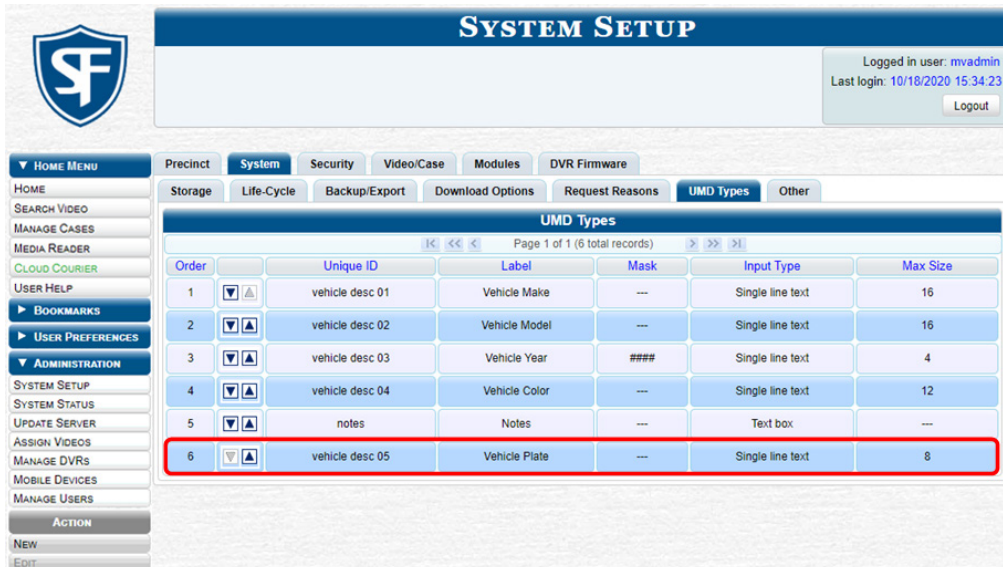 SYSTEM SETUP
SF
Logged in user: mvadmin
Last login: 10/18/2020 15:34:23
Logout
▼ HOME MENU
HOME
SEARCH VIDEO
MANAGE CASES
MEDIA READER
CLOUD COURIER
USER HELP
▶ BOOKMARKS
▶ USER PREFERENCES
▼ ADMINISTRATION
SYSTEM SETUP
SYSTEM STATUS
UPDATE SERVER
ASSIGN VIDEOS
MANAGE DVRS
MOBILE DEVICES
MANAGE USERS
ACTION
NEW
EDIT
Precinct System Security Video/Case Modules DVR Firmware
Storage Life-Cycle Backup/Export Download Options Request Reasons UMD Types Other
UMD Types
|< << < Page 1 of 1 (6 total records) > >> >|
Order Unique ID Label Mask Input Type Max Size
1 vehicle desc 01 Vehicle Make --- Single line text 16
2 vehicle desc 02 Vehicle Model --- Single line text 16
3 vehicle desc 03 Vehicle Year #### Single line text 4
4 vehicle desc 04 Vehicle Color --- Single line text 12
5 notes Notes --- Text box ---
6 vehicle desc 05 Vehicle Plate --- Single line text 8